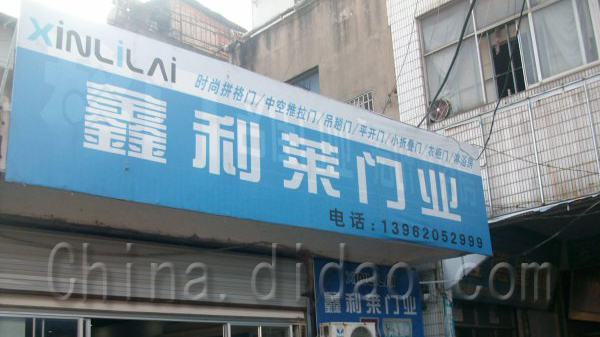 XINLILAI
时尚拼格门/中空推拉门/吊趟门/平开门/小折叠门/衣柜门/淋浴房
鑫利莱门业
电话:13962052999
鑫利莱门业
China.didao.com